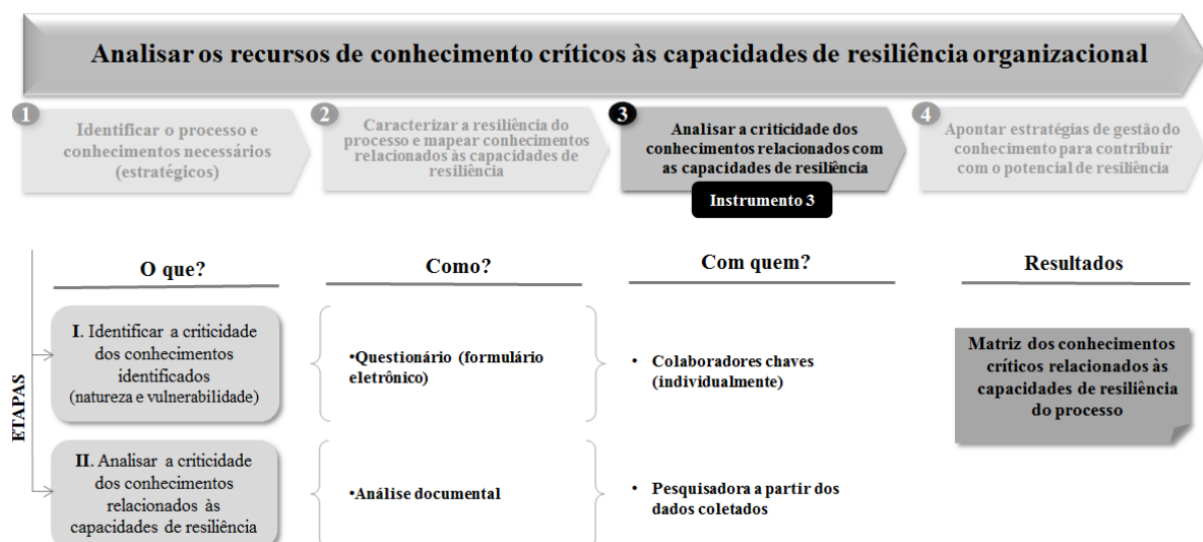 Analisar os recursos de conhecimento críticos às capacidades de resiliência organizacional
1
Identificar o processo e
conhecimentos necessários
(estratégicos)
2
Caracterizar a resiliência do
processo e mapear conhecimentos
relacionados às capacidades de
resiliência
3
Analisar a criticidade dos
conhecimentos relacionados com
as capacidades de resiliência
Instrumento 3
4
Apontar estratégias de gestão do
conhecimento para contribuir
com o potencial de resiliência
O que?
Como?
Com quem?
Resultados
ETAPAS
I. Identificar a criticidade
dos conhecimentos
identificados
(natureza e vulnerabilidade)
•Questionário (formulário
eletrônico)
• Colaboradores chaves
(individualmente)
Matriz dos conhecimentos
críticos relacionados às
capacidades de resiliência
do processo
II. Analisar a criticidade
dos conhecimentos
relacionados às
capacidades de resiliência
•Análise documental
• Pesquisadora a partir dos
dados coletados